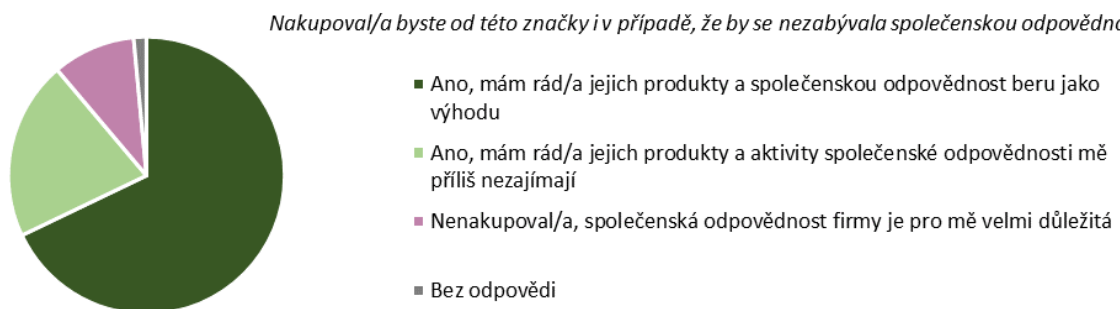 Nakupoval/a byste od této značky i v případě, že by se nezabývala společenskou
Ano, mám rád/a jejich produkty a společenskou odpovědnost beru jako
výhodu
Ano, mám rád/a jejich produkty a aktivity společenské odpovědnosti mě
příliš nezajímají
Nenakupoval/a, společenská odpovědnost firmy je pro mě velmi důležitá
Bez odpovědi